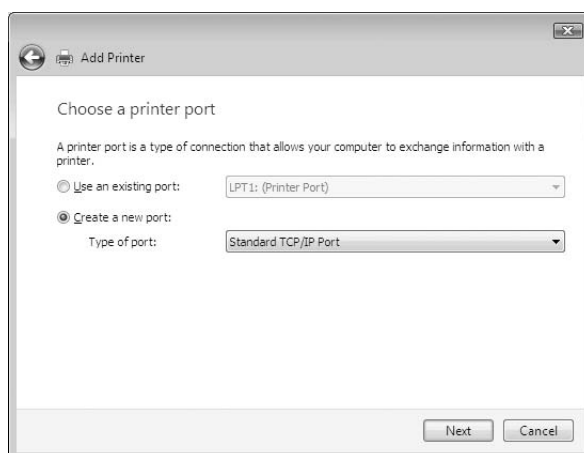 Add Printer
Choose a printer port
A printer port is a type of connection that allows your computer to exchange information with a
printer.
Use an existing port: LPT1: (Printer Port)
Create a new port:
Type of port: Standard TCP/IP Port
Next Cancel